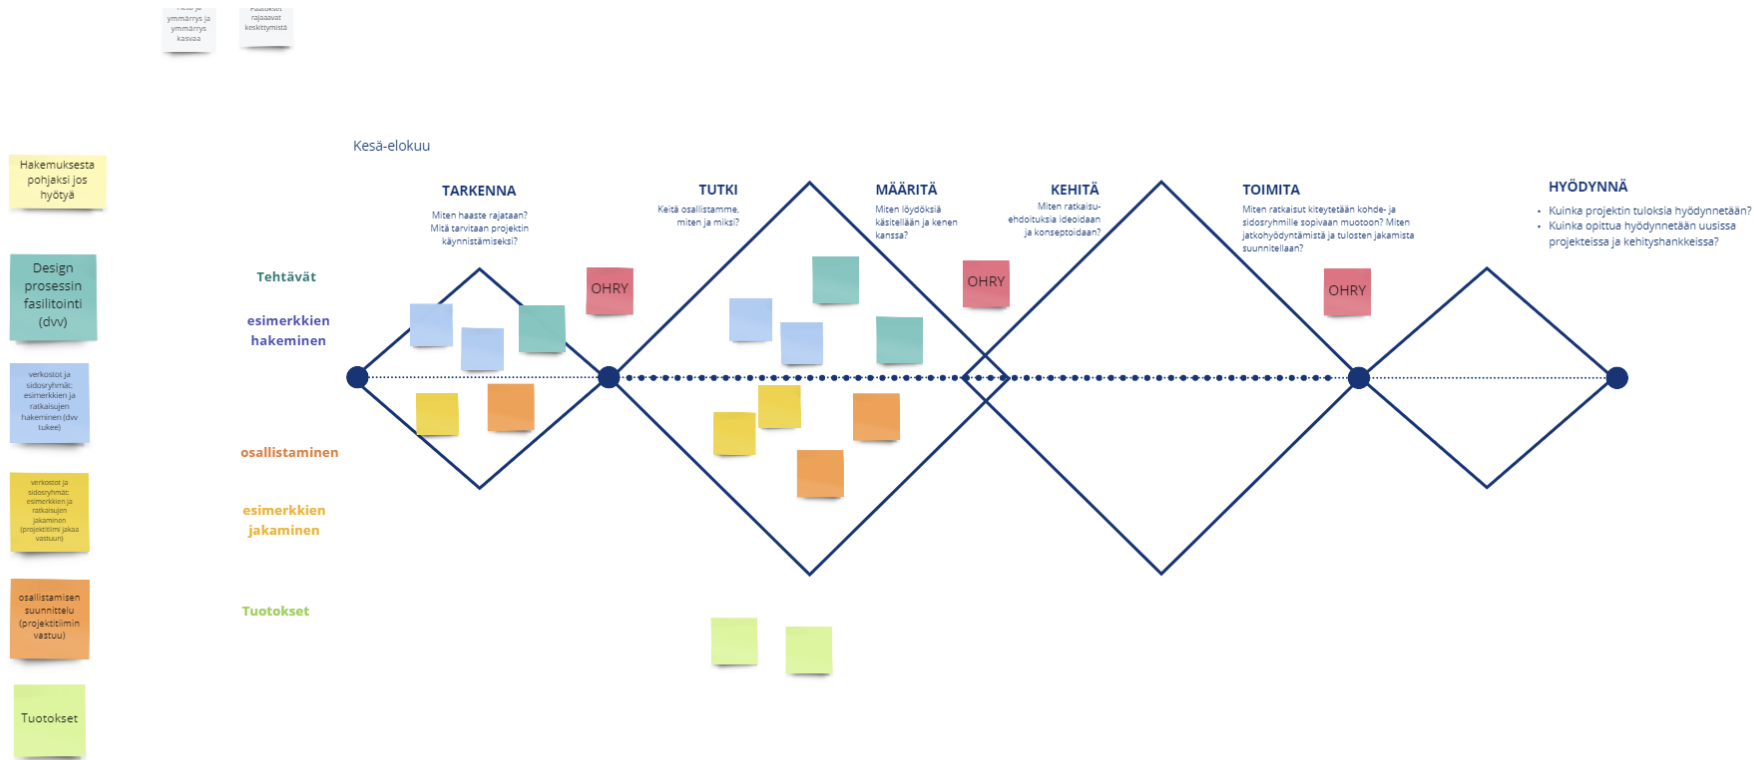 ymmärrys ja
ymmärrys
kasvaa
Päätökset
rajaaavat
keskittymistä
Kesä-elokuu
Hakemuksesta
pohjaksi jos
hyötyä
Design
prosessin
fasilitointi
(dvv)
verkostot ja
sidosryhmät:
esimerkkien ja
ratkaisujen
hakeminen (dvv
tukee)
verkostot ja
sidosryhmät:
esimerkkien ja
ratkaisujen
jakaminen
(projektitiimi jakaa
vastuun)
osallistamisen
suunnittelu
(projektitiimin
vastuu)
Tuotokset
Tehtävät
esimerkkien
hakeminen
osallistaminen
esimerkkien
jakaminen
Tuotokset
TARKENNA
Miten haaste rajataan?
Mitä tarvitaan projektin
käynnistämiseksi?
OHRY
TUTKI
Keitä osallistamme,
miten ja miksi?
MÄÄRITÄ
Miten löydöksiä
käsitellään ja kenen
kanssa?
OHRY
KEHITÄ
Miten ratkaisu-
ehdoituksia ideoidaan
ja konseptoidaan?
TOIMITA
Miten ratkaisut kiteytetään kohde- ja
sidosryhmille sopivaan muotoon? Miten
jatkohyödyntämistä ja tulosten jakamista
suunnitellaan?
OHRY
HYÖDYNNÄ
• Kuinka projektin tuloksia hyödynnetään?
• Kuinka opittua hyödynnetään uusissa
projekteissa ja kehityshankkeissa?